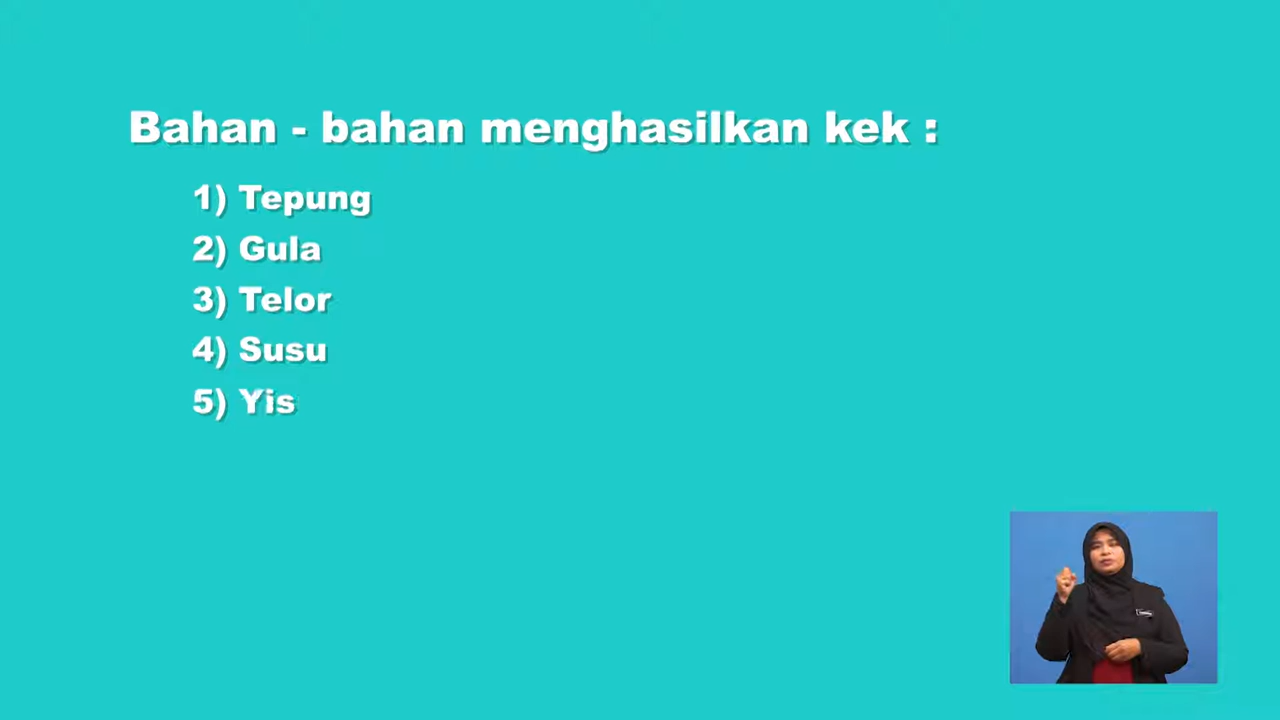 Bahan - bahan menghasilkan kek :
1) Tepung
2) Gula
3) Telor
4) Susu
5) Yis